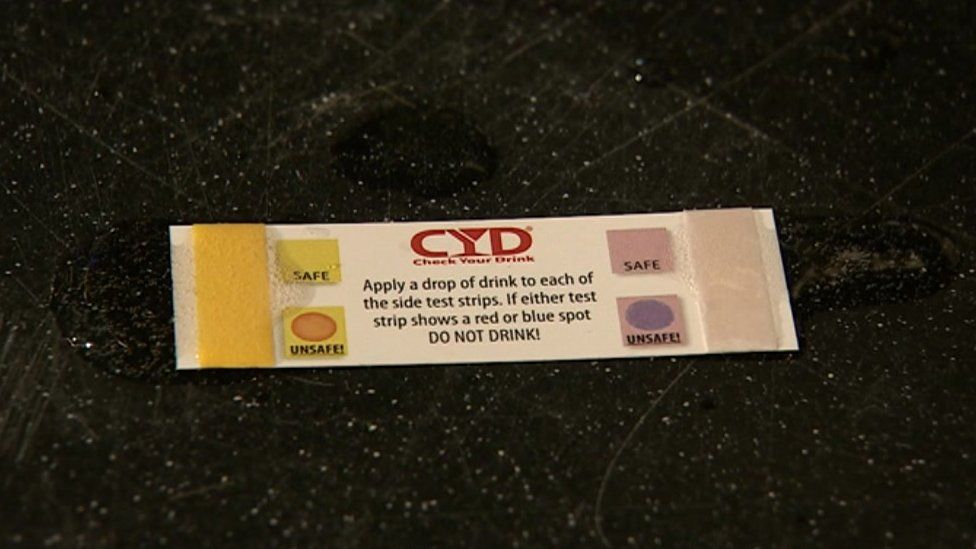 CYD
Check Your Drink
SAFE
UNSAFE!
Apply a drop of drink to each of
the side test strips. If either test
strip shows a red or blue spot
DO NOT DRINK!
SAFE
UNSAFE!